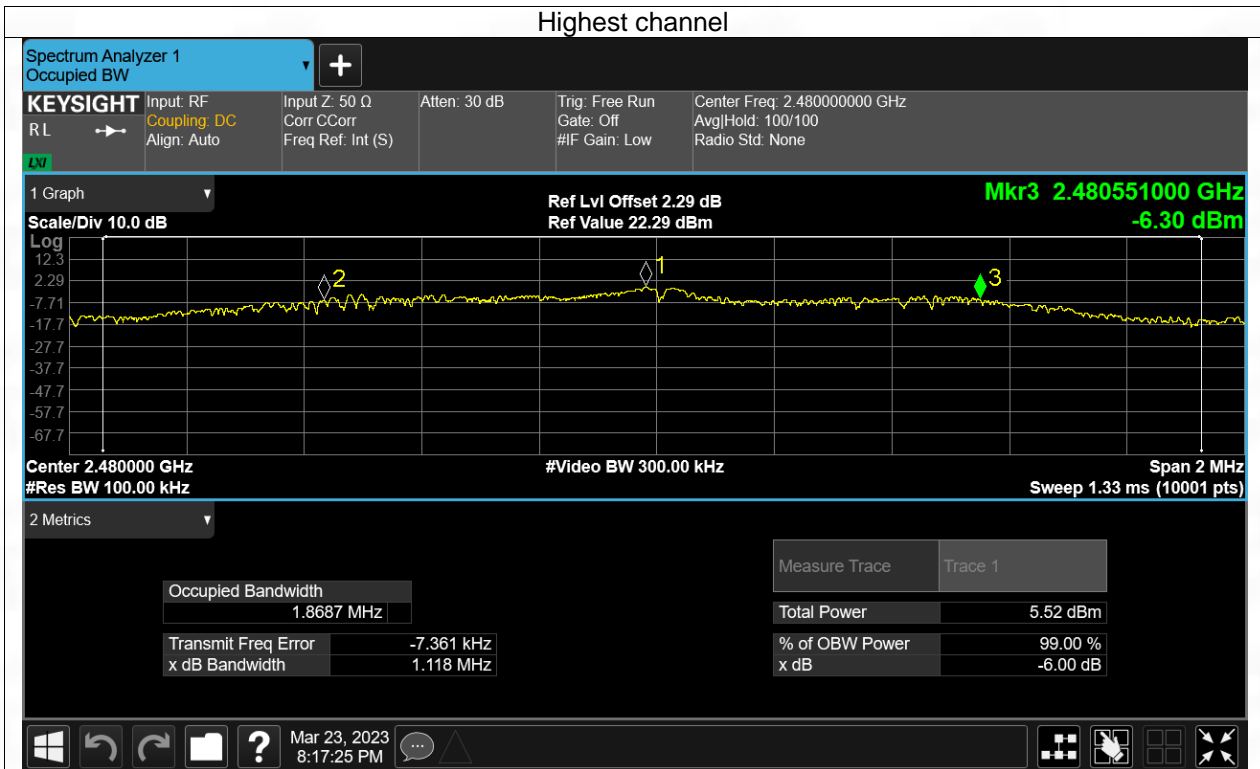 Highest channel
Spectrum Analyzer 1
Occupied BW
KEYSIGHT
R L
LXI
Input: RF
Coupling: DC
Align: Auto
Input Z: 50 Ω
Corr CCorr
Freq Ref: Int (S)
Atten: 30 dB
Trig: Free Run
Gate: Off
#IF Gain: Low
Center Freq: 2.480000000 GHz
Avg|Hold: 100/100
Radio Std: None
1 Graph
Scale/Div 10.0 dB
Ref Lvl Offset 2.29 dB
Ref Value 22.29 dBm
Mkr3 2.480551000 GHz
-6.30 dBm
Log
12.3
2.29
-7.71
-17.7
-27.7
-37.7
-47.7
-57.7
-67.7
2
1
3
Center 2.480000 GHz
#Video BW 300.00 kHz
Span 2 MHz
#Res BW 100.00 kHz
Sweep 1.33 ms (10001 pts)
2 Metrics
Measure Trace Trace 1
Occupied Bandwidth
1.8687 MHz
Total Power 5.52 dBm
Transmit Freq Error -7.361 kHz
% of OBW Power 99.00 %
x dB Bandwidth 1.118 MHz
x dB -6.00 dB
?
Mar 23, 2023
8:17:25 PM